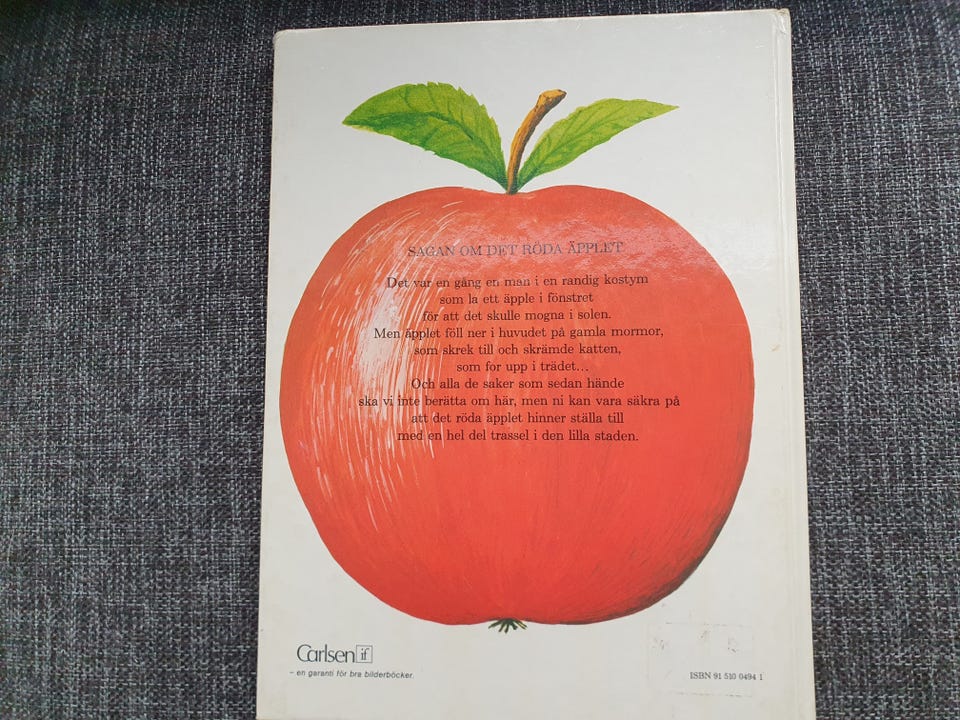 SAGAN OM DET RÖDA ÄPPLET
Det var en gång en man i en randig kostym
som la ett äpple i fönstret
för att det skulle mogna i solen.
Men äpplet föll ner i huvudet på gamla mormor,
som skrek till och skrämde katten,
som for upp i trädet...
Och alla de saker som sedan hände
ska vi inte berätta om här, men ni kan vara säkra på
att det röda äpplet hinner ställa till
med en hel del trassel i den lilla staden.
Carlsen if
– en garanti för bra bilderböcker.
ISBN 91 510 0494 1